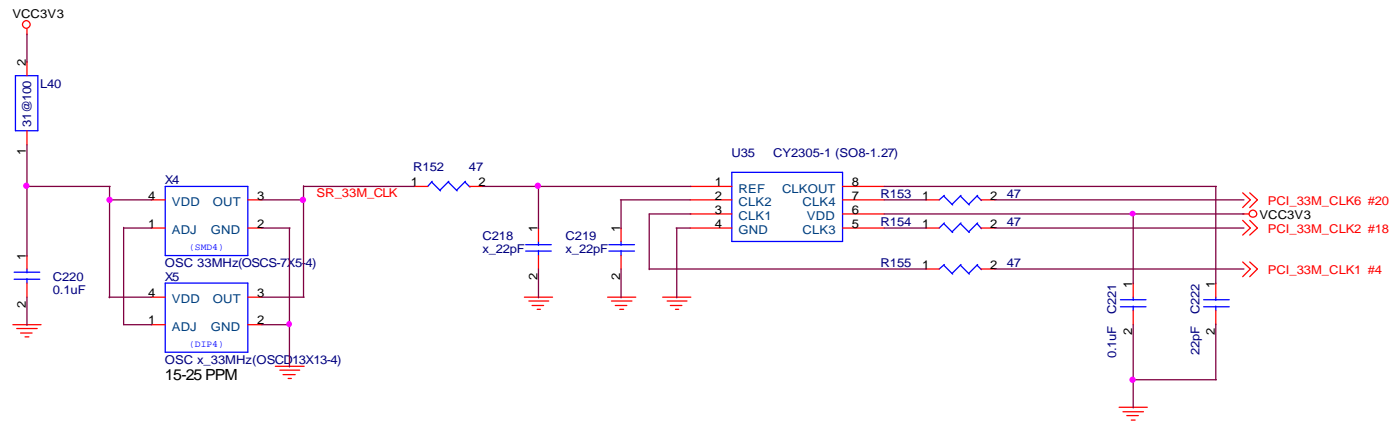 VCC3V3
2
L40
31@100
1
X4
4 VDD OUT 3
1 ADJ GND 2
(SMD4)
OSC 33MHz(OSCS-7X5-4)
1
C220
0.1uF
2
X5
4 VDD OUT 3
1 ADJ GND 2
(DIP4)
OSC x_33MHz(OSCD13X13-4)
15-25 PPM
SR_33M_CLK
R152 47
1 2
C218
x_22pF
1
2
C219
x_22pF
1
2
U35 CY2305-1 (SO8-1.27)
1 REF CLKOUT 8
2 CLK2 CLK4 7
3 CLK1 VDD 6
4 GND CLK3 5
R153 1 2 47
PCI_33M_CLK6 #20
VCC3V3
R154 1 2 47
PCI_33M_CLK2 #18
R155 1 2 47
PCI_33M_CLK1 #4
C221
0.1uF
1
2
C222
22pF
1
2